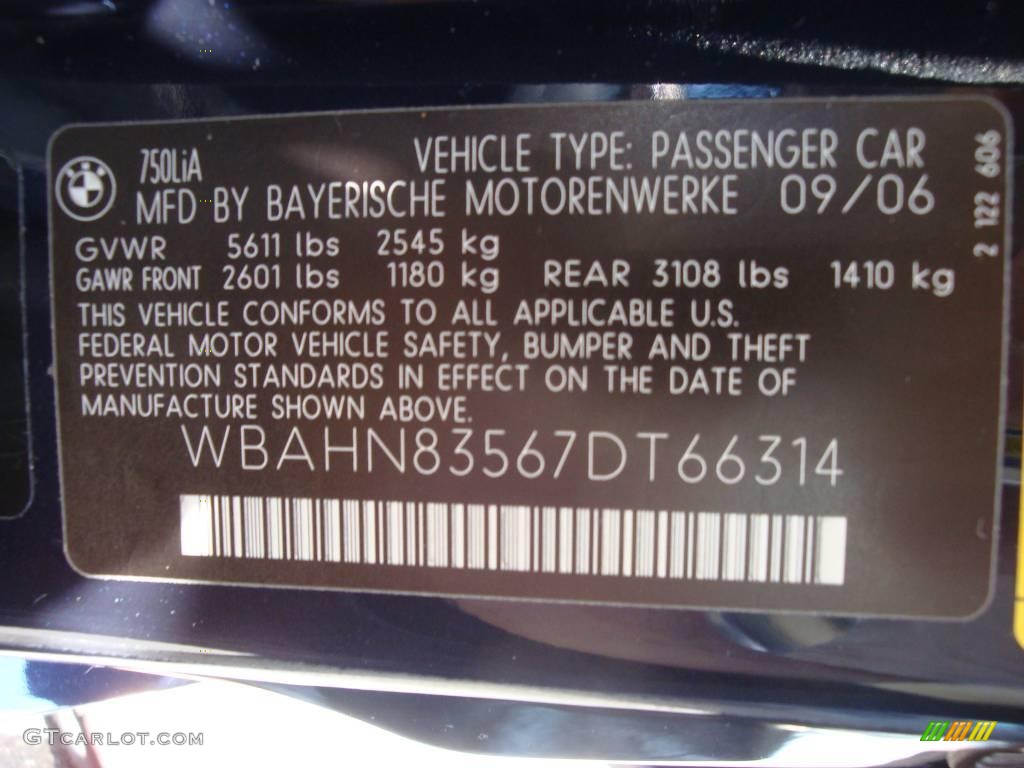 750LiA VEHICLE TYPE: PASSENGER CAR
MFD BY BAYERISCHE MOTORENWERKE 09/06
GVWR 5611 lbs 2545 kg
GAWR FRONT 2601 lbs 1180 kg REAR 3108 lbs 1410 kg
THIS VEHICLE CONFORMS TO ALL APPLICABLE U.S.
FEDERAL MOTOR VEHICLE SAFETY, BUMPER AND THEFT
PREVENTION STANDARDS IN EFFECT ON THE DATE OF
MANUFACTURE SHOWN ABOVE.
WBAHN83567DT66314
2 122 606
GTCARLOT.COM